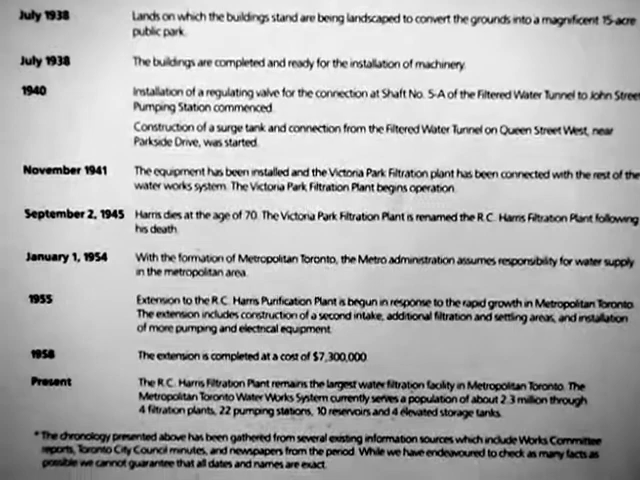 July 1938 Lands on which the buildings stand are being landscaped to convert the grounds into a magnificent 15-acre
public park.
July 1938 The buildings are completed and ready for the installation of machinery.
1940 Installation of a regulating valve for the connection at Shaft No. 5-A of the Filtered Water Tunnel to John Street
Pumping Station commenced.
Construction of a surge tank and connection from the Filtered Water Tunnel on Queen Street West, near
Parkside Drive, was started.
November 1941 The equipment has been installed and the Victoria Park Filtration plant has been connected with the rest of the
water works system. The Victoria Park Filtration Plant begins operation.
September 2, 1945 Harris dies at the age of 70. The Victoria Park Filtration Plant is renamed the R.C. Harris Filtration Plant following
his death.
January 1, 1954 With the formation of Metropolitan Toronto, the Metro administration assumes responsibility for water supply
in the metropolitan area.
1955 Extension to the R.C. Harris Purification Plant is begun in response to the rapid growth in Metropolitan Toronto.
The extension includes construction of a second intake, additional filtration and settling areas, and installation
of more pumping and electrical equipment.
1958 The extension is completed at a cost of $7,300,000
Present The R.C. Harris Filtration Plant remains the largest water filtration facility in Metropolitan Toronto. The
Metropolitan Toronto Water Works System currently serves a population of about 2.3 million through
4 filtration plants, 22 pumping stations, 10 reservoirs and 4 elevated storage tanks.
* The chronology presented above has been gathered from several existing information sources which include Works Committee
reports, Toronto City Council minutes, and newspapers from the period. While we have endeavoured to check as many facts as
possible we cannot guarantee that all dates and names are exact.